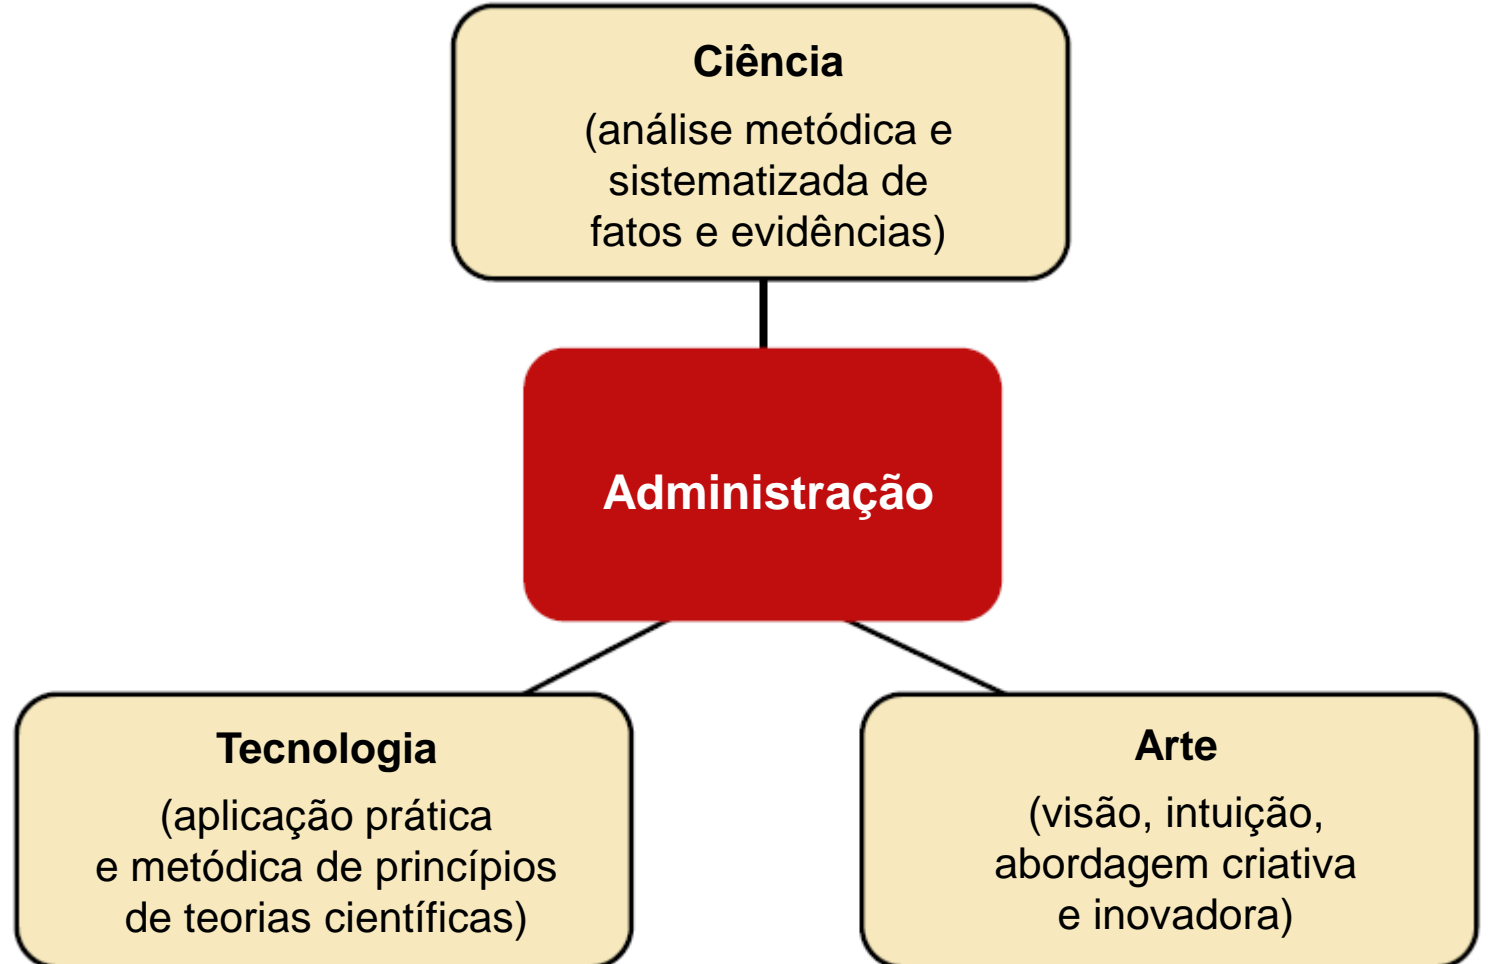 Ciência
(análise metódica e
sistematizada de
fatos e evidências)
Administração
Tecnologia
(aplicação prática
e metódica de princípios
de teorias científicas)
Arte
(visão, intuição,
abordagem criativa
e inovadora)